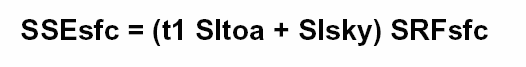 SSEsfc = (t1 SItoa + SIsky) SRFsfc